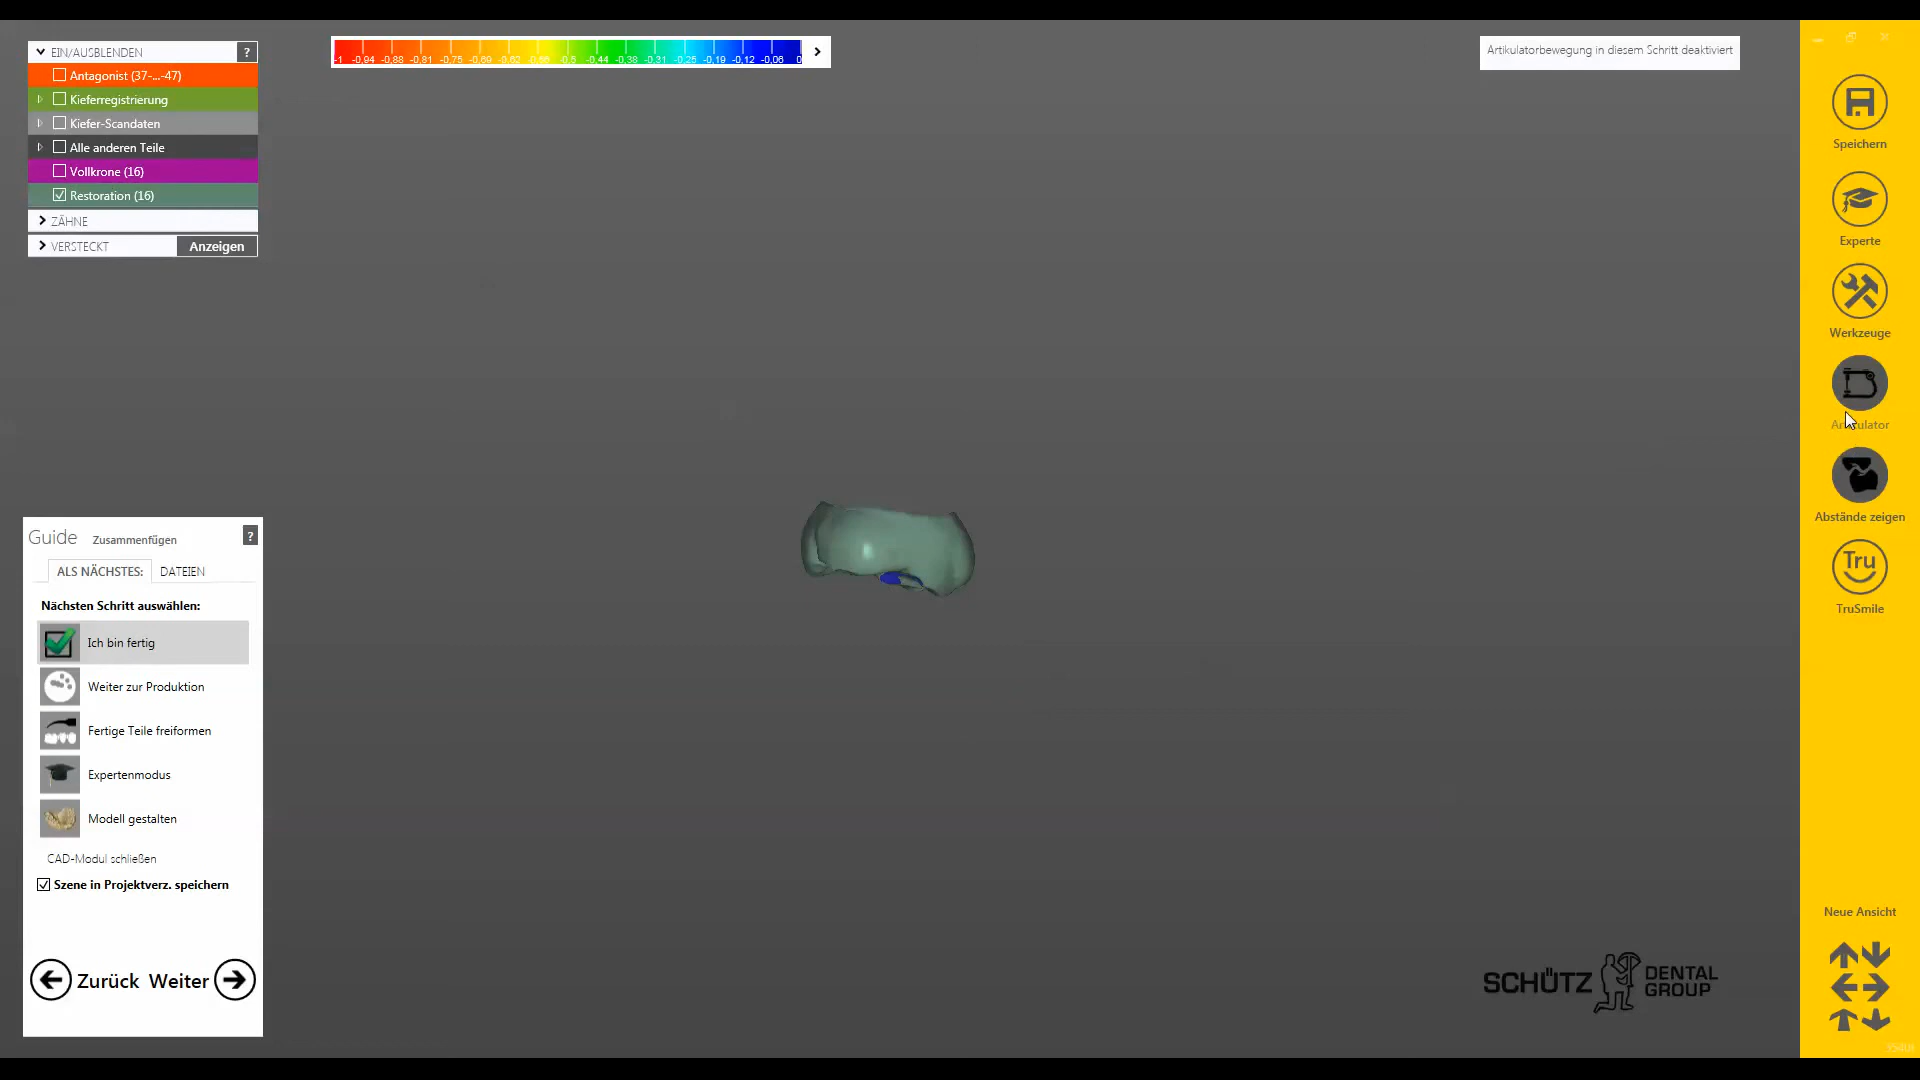 EIN/AUSBLENDEN ?
Antagonist (37-...-47)
Kieferregistrierung
Kiefer-Scandaten
Alle anderen Teile
Vollkrone (16)
Restoration (16)
ZÄHNE
VERSTECKT Anzeigen
-1 -0,94 -0,88 -0,81 -0,75 -0,69 -0,62 -0,56 -0,5 -0,44 -0,38 -0,31 -0,25 -0,19 -0,12 -0,06 0
Artikulatorbewegung in diesem Schritt deaktiviert
Speichern
Experte
Werkzeuge
Artikulator
Abstände zeigen
Tru
TruSmile
Neue Ansicht
Guide Zusammenfügen ?
ALS NÄCHSTES: DATEIEN
Nächsten Schritt auswählen:
Ich bin fertig
Weiter zur Produktion
Fertige Teile freiformen
Expertenmodus
Modell gestalten
CAD-Modul schließen
Szene in Projektverz. speichern
Zurück Weiter
SCHÜTZ DENTAL
GROUP